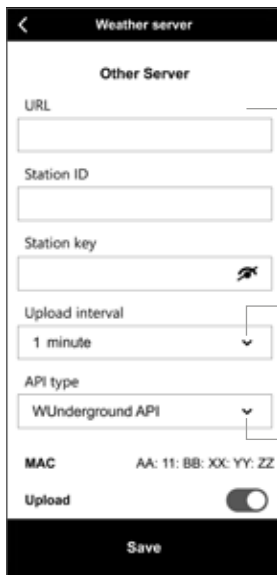 Weather server
Other Server
URL
Station ID
Station key
Upload interval
1 minute
API type
WUnderground API
MAC AA: 11: BB: XX: YY: ZZ
Upload
Save